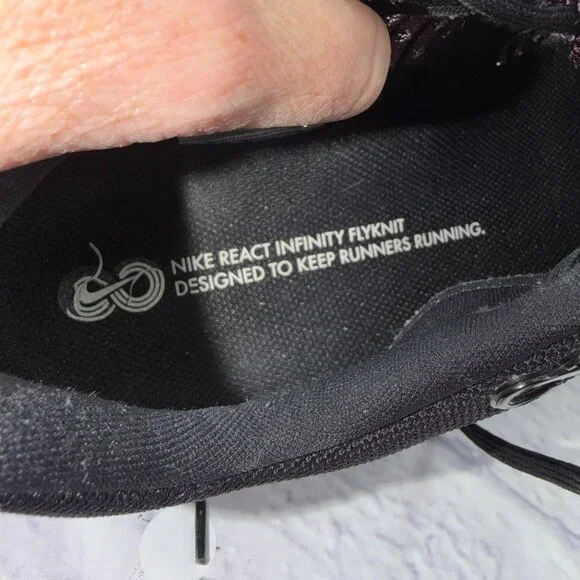 NIKE REACT INFINITY FLYKNIT
DESIGNED TO KEEP RUNNERS RUNNING.